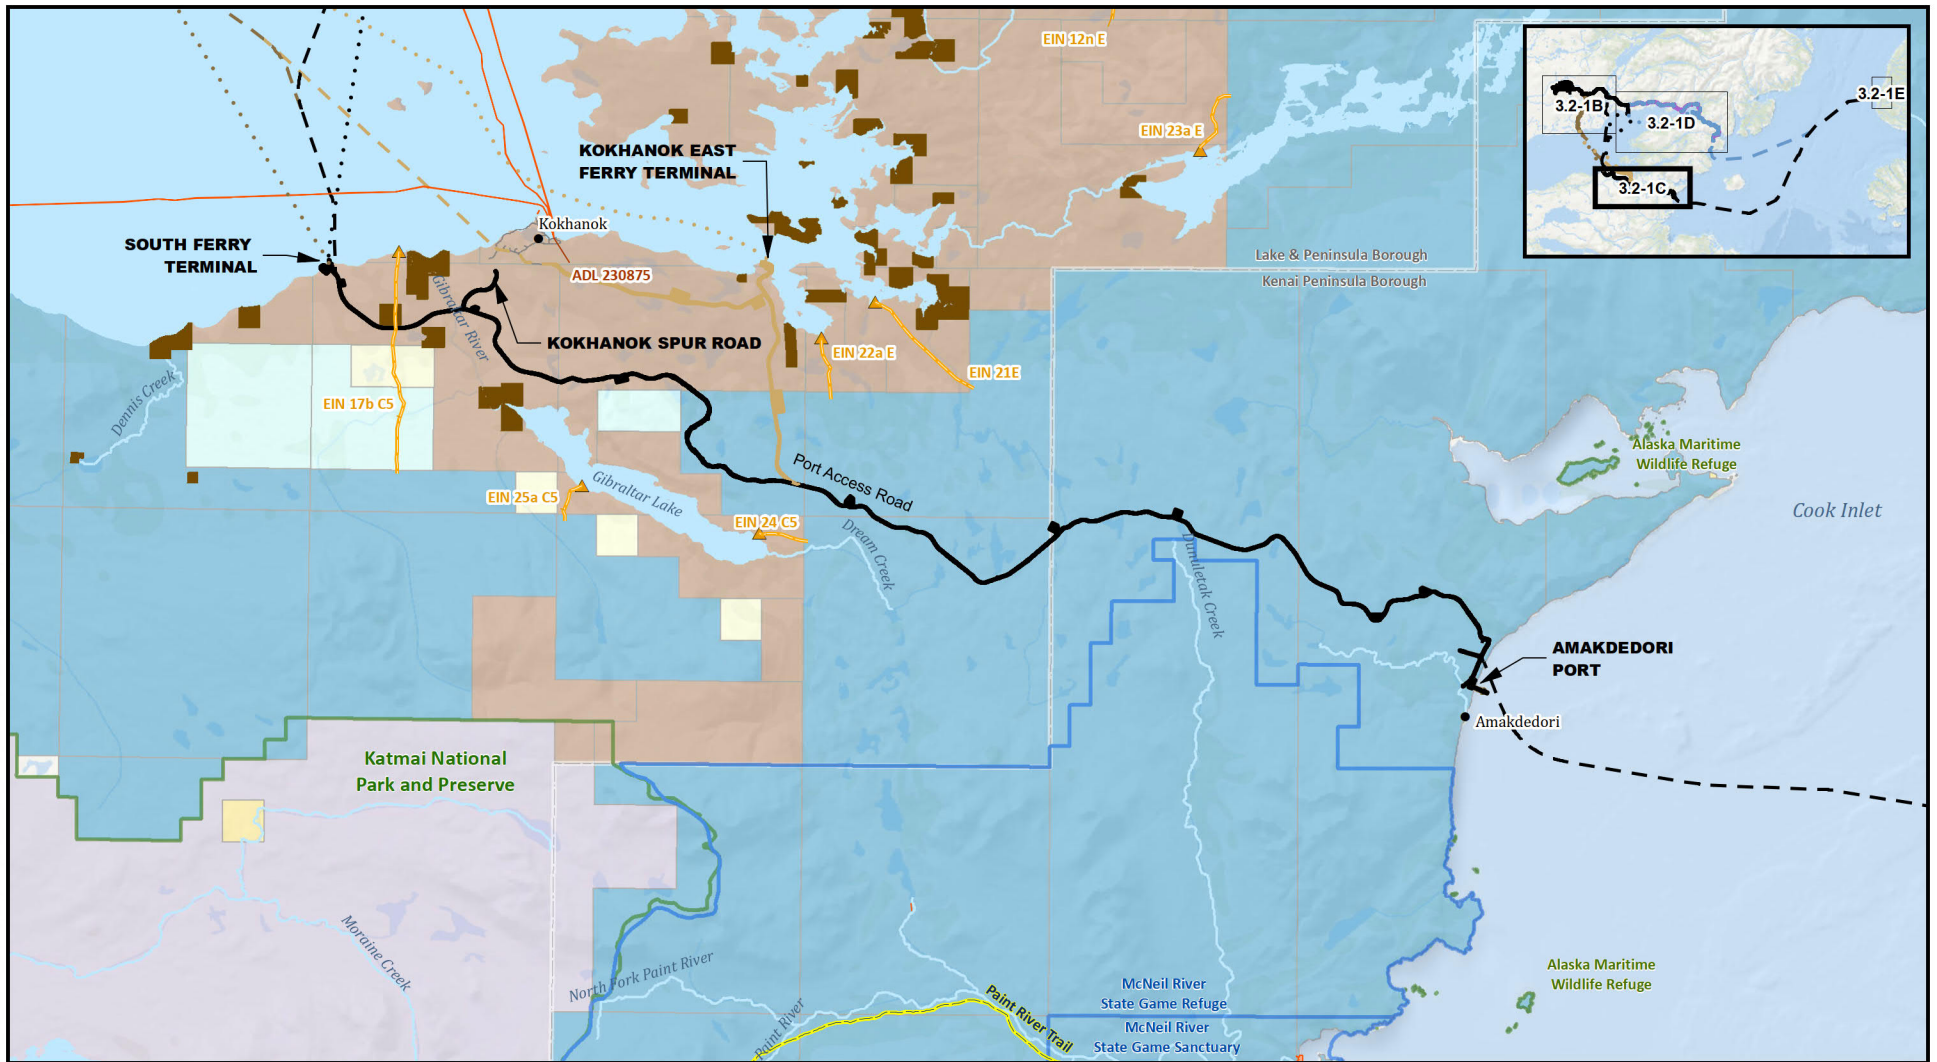 EIN 12n E
EIN 23a E
3.2-1B
3.2-1D
3.2-1E
3.2-1C
KOKHANOK EAST
FERRY TERMINAL
Kokhanok
SOUTH FERRY
TERMINAL
ADL 230875
Lake & Peninsula Borough
Kenai Peninsula Borough
Gibraltar River
KOKHANOK SPUR ROAD
EIN 22a E
EIN 21E
Dennis Creek
EIN 17b C5
Alaska Maritime
Wildlife Refuge
Port Access Road
EIN 25a C5
Gibraltar Lake
Cook Inlet
EIN 24 C5
Dream Creek
Dunuletak Creek
AMAKDEDORI
PORT
Amakdedori
Katmai National
Park and Preserve
Moraine Creek
North Fork Paint River
Alaska Maritime
Wildlife Refuge
McNeil River
State Game Refuge
Paint River
Paint River Trail
McNeil River
State Game Sanctuary